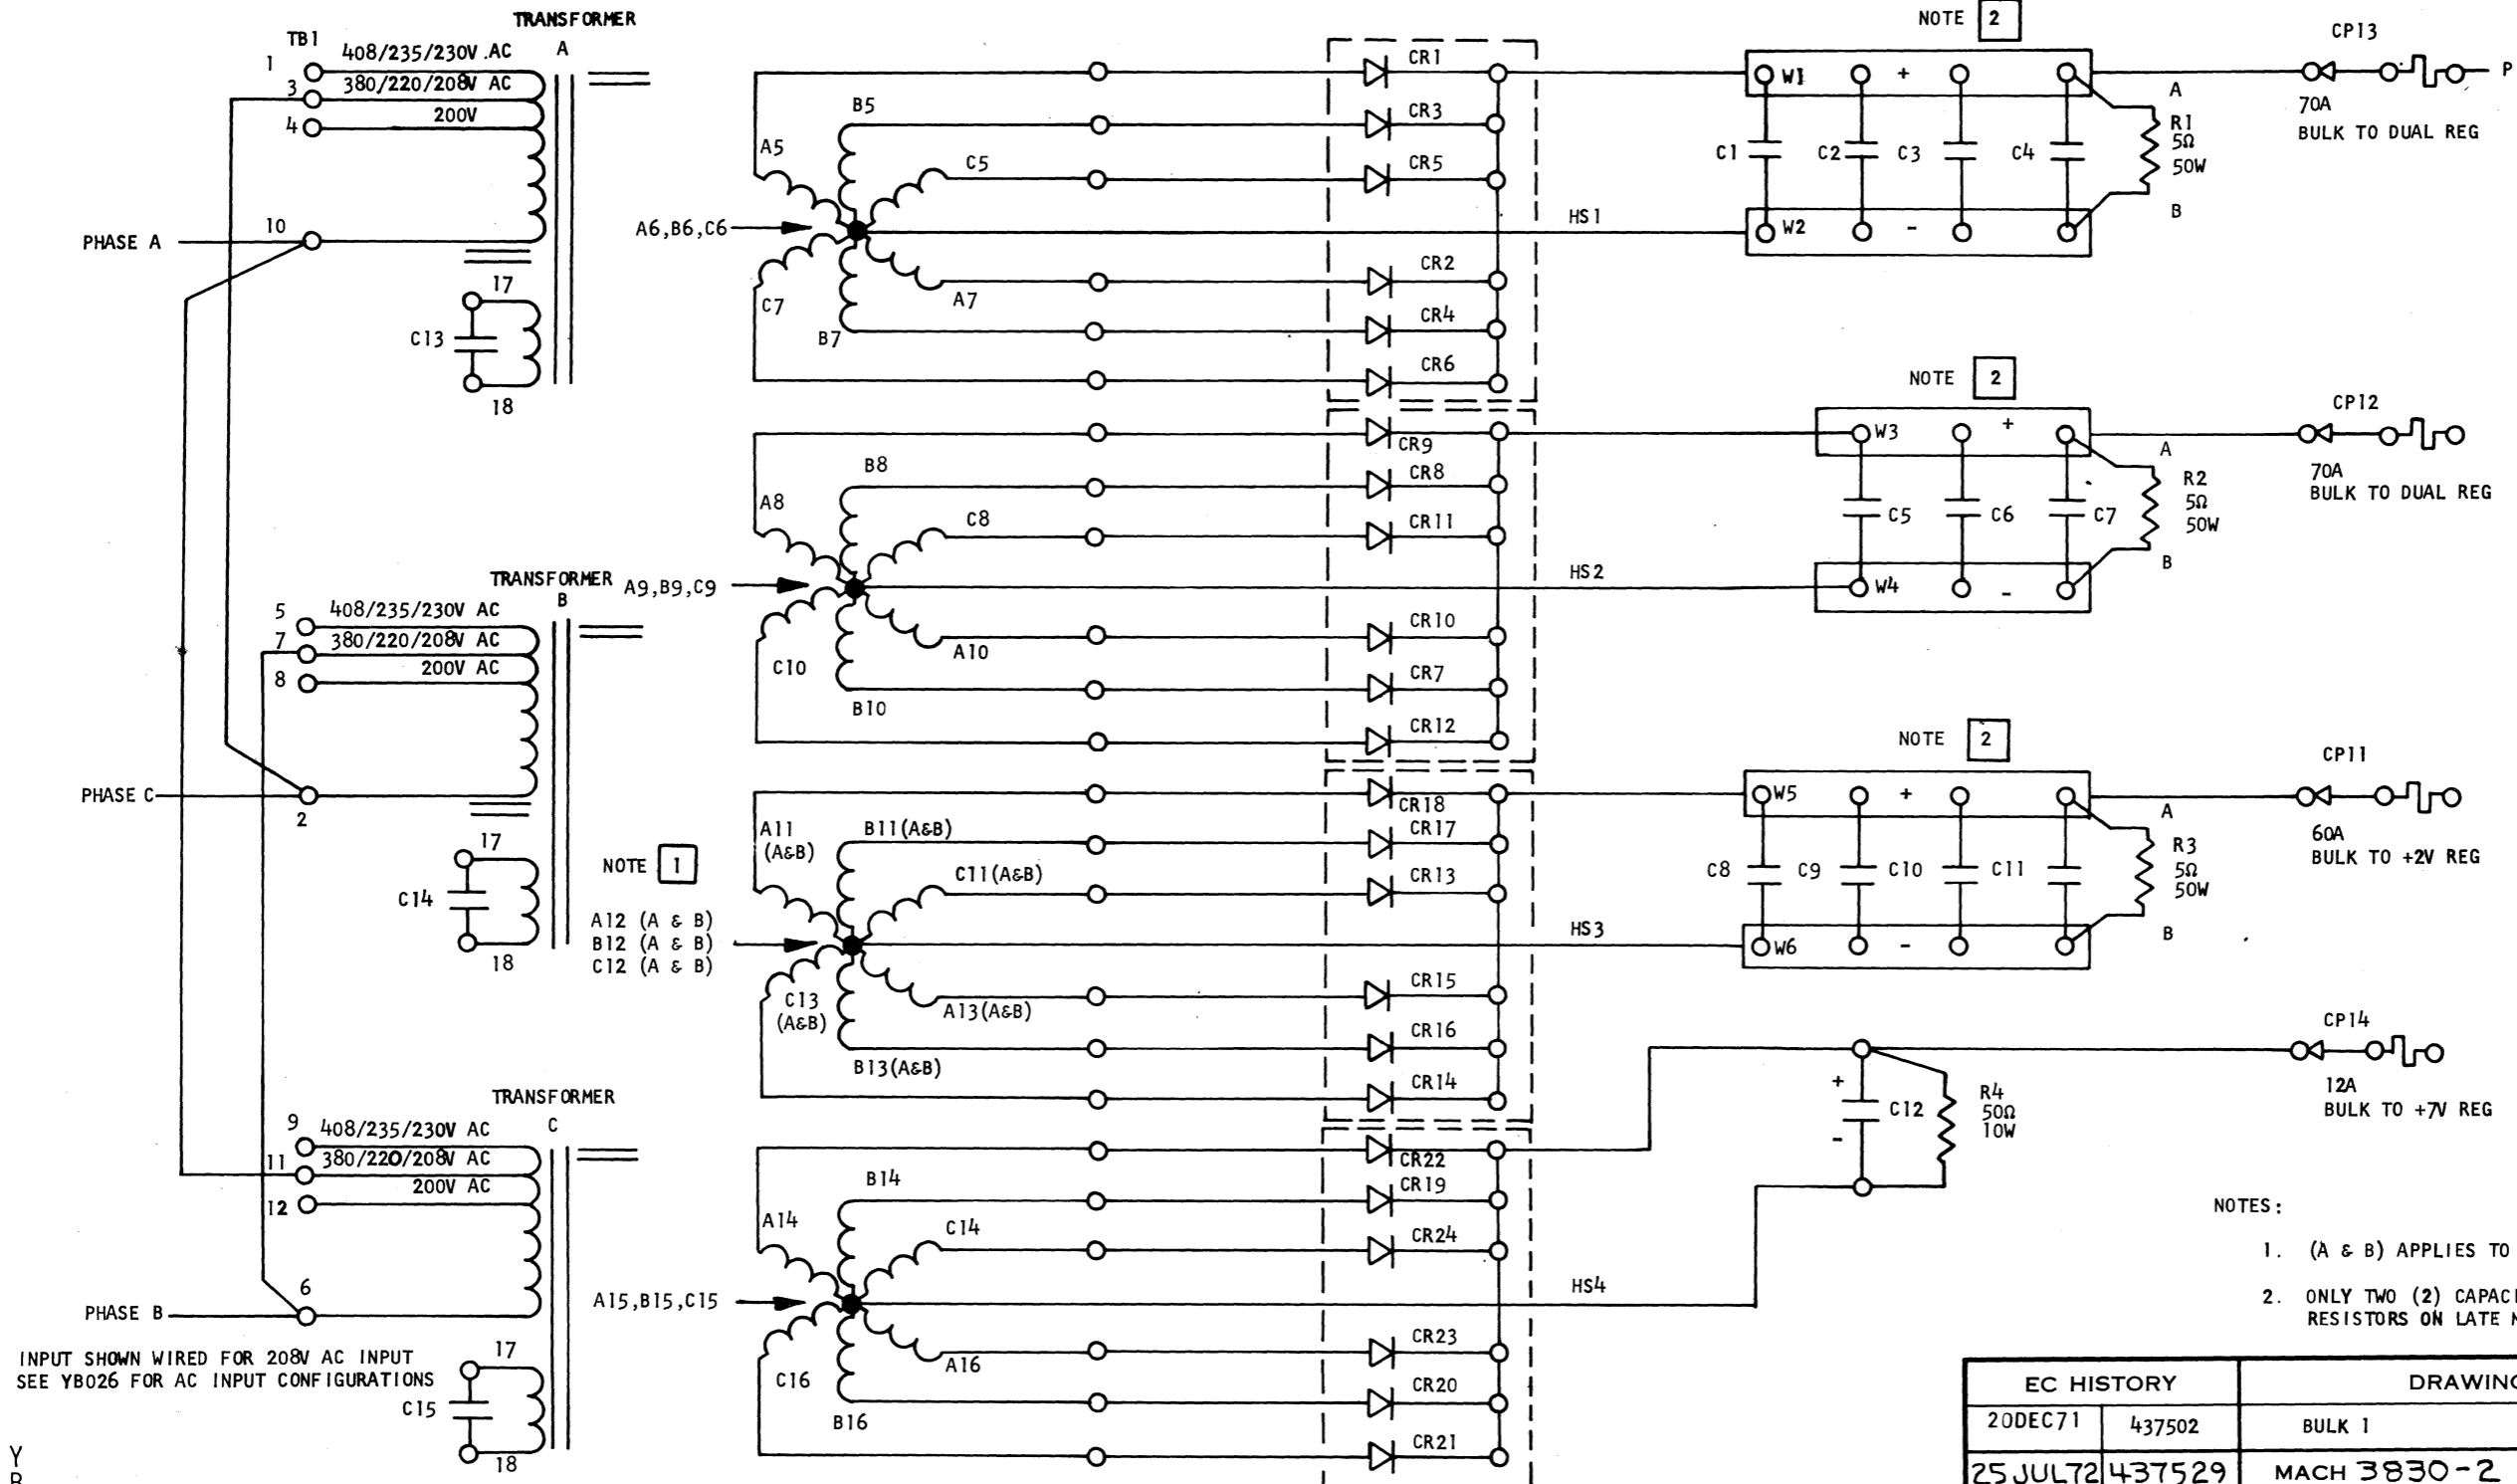 TRANSFORMER
A
TB1
1
408/235/230V.AC
3
380/220/208V AC
4
200V
PHASE A
10
17
C13
18
A5
B5
C5
A6,B6,C6
C7
B7
A7
CR1
CR3
CR5
HS1
CR2
CR4
CR6
NOTE 2
W1
+
C1
C2
C3
C4
W2
-
A
R1
5Ω
50W
B
CP13
P
70A
BULK TO DUAL REG
TRANSFORMER
B
5
408/235/230V AC
7
380/220/208V AC
8
200V AC
PHASE C
2
17
C14
18
A8
B8
C8
A9,B9,C9
C10
B10
A10
CR9
CR8
CR11
HS2
CR10
CR7
CR12
NOTE 2
W3
+
C5
C6
C7
W4
-
A
R2
5Ω
50W
B
CP12
70A
BULK TO DUAL REG
NOTE 1
A12 (A & B)
B12 (A & B)
C12 (A & B)
A11
(A&B)
B11(A&B)
C11(A&B)
C13
(A&B)
A13(A&B)
B13(A&B)
CR18
CR17
CR13
HS3
CR15
CR16
CR14
NOTE 2
W5
+
C8
C9
C10
C11
W6
-
A
R3
5Ω
50W
B
CP11
60A
BULK TO +2V REG
TRANSFORMER
C
9
408/235/230V AC
11
380/220/208V AC
12
200V AC
6
PHASE B
INPUT SHOWN WIRED FOR 208V AC INPUT
SEE YB026 FOR AC INPUT CONFIGURATIONS
17
C15
18
A14
B14
C14
A15,B15,C15
C16
B16
A16
CR22
CR19
CR24
HS4
CR23
CR20
CR21
+
C12
-
R4
50Ω
10W
CP14
12A
BULK TO +7V REG
NOTES:
1. (A & B) APPLIES TO
2. ONLY TWO (2) CAPACI
RESISTORS ON LATE
EC HISTORY
DRAWING
20DEC71 437502 BULK 1
25JUL72 437529 MACH 3830-2
Y